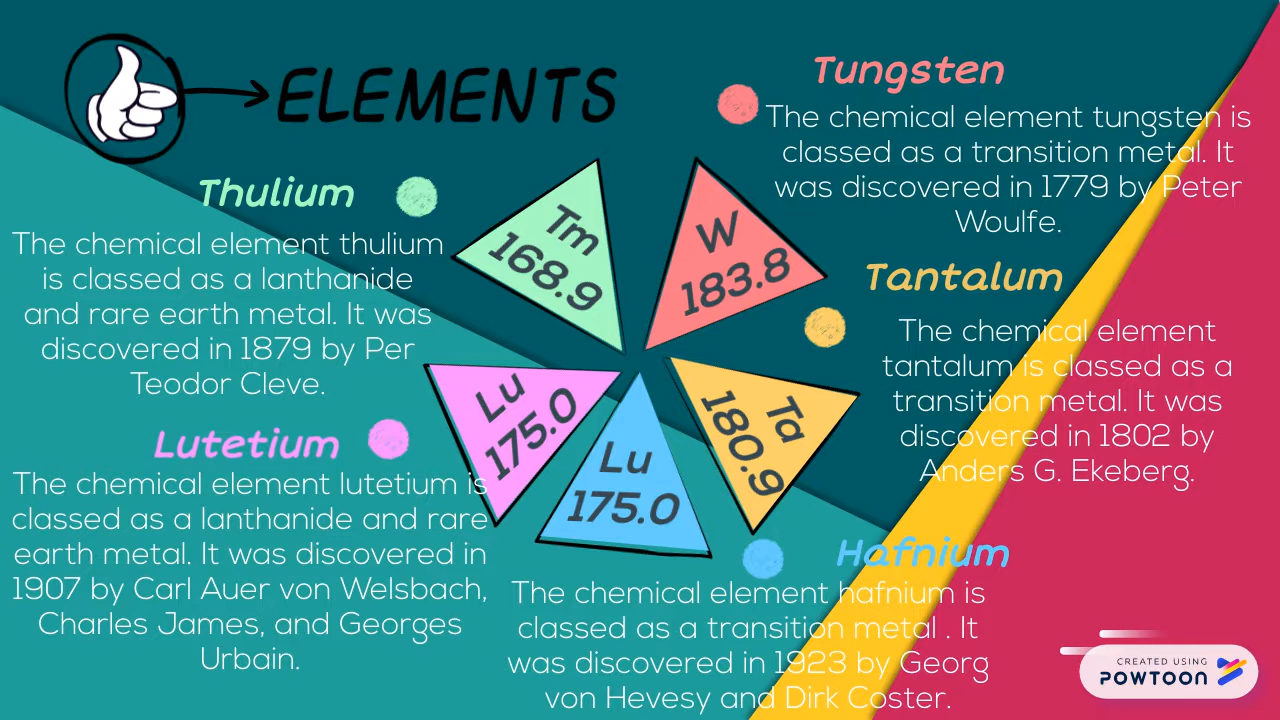 ELEMENTS
Thulium
The chemical element thulium
is classed as a lanthanide
and rare earth metal. It was
discovered in 1879 by Per
Teodor Cleve.
Lutetium
The chemical element lutetium is
classed as a lanthanide and rare
earth metal. It was discovered in
1907 by Carl Auer von Welsbach,
Charles James, and Georges
Urbain.
Tm
168.9
W
183.8
Lu
175.0
Lu
175.0
Ta
180.9
Tungsten
The chemical element tungsten is
classed as a transition metal. It
was discovered in 1779 by Peter
Woulfe.
Tantalum
The chemical element
tantalum is classed as a
transition metal. It was
discovered in 1802 by
Anders G. Ekeberg.
Hafnium
The chemical element hafnium is
classed as a transition metal . It
was discovered in 1923 by Georg
von Hevesy and Dirk Coster.
CREATED USING
POWTOON